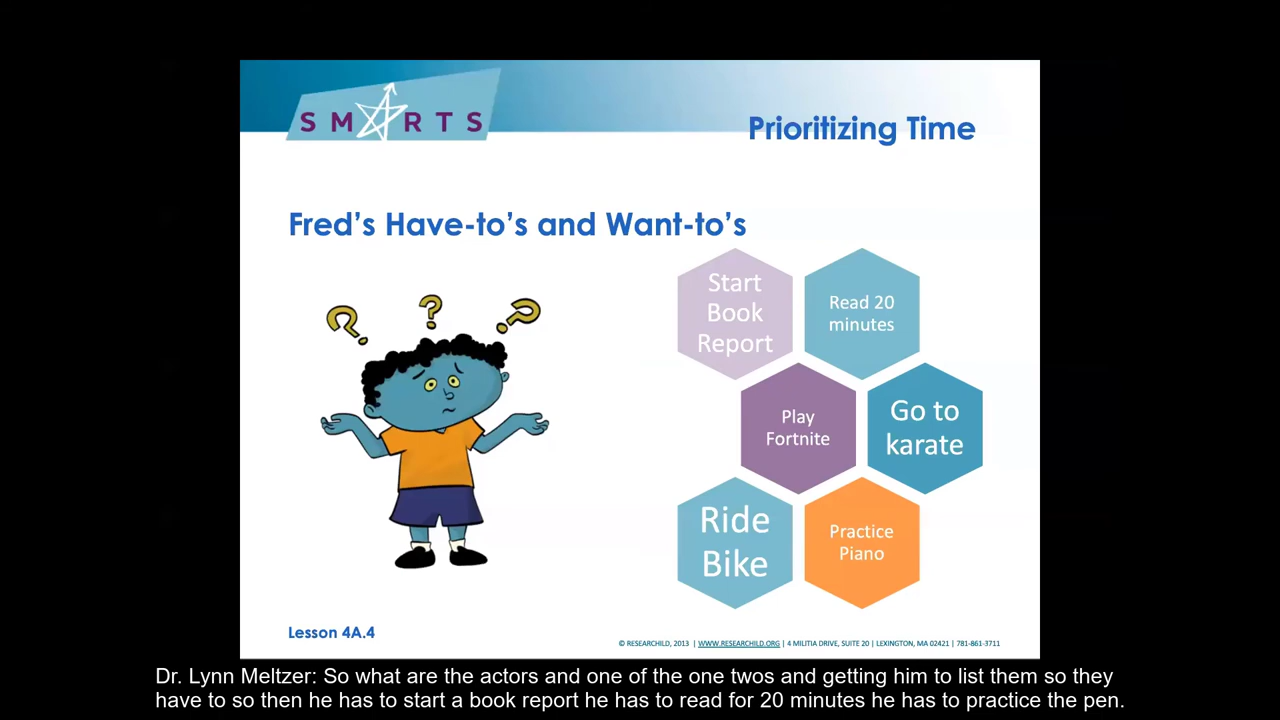 SMARTS
Prioritizing Time
Fred's Have-to's and Want-to's
? ? ?
Start
Book
Report
Read 20
minutes
Play
Fortnite
Go to
karate
Ride
Bike
Practice
Piano
Lesson 4A.4
© RESEARCHILD, 2013 | WWW.RESEARCHILD.ORG | 4 MILITIA DRIVE, SUITE 20 | LEXINGTON, MA 02421 | 781-861-3711
Dr. Lynn Meltzer: So what are the actors and one of the one twos and getting him to list them so they
have to so then he has to start a book report he has to read for 20 minutes he has to practice the pen.